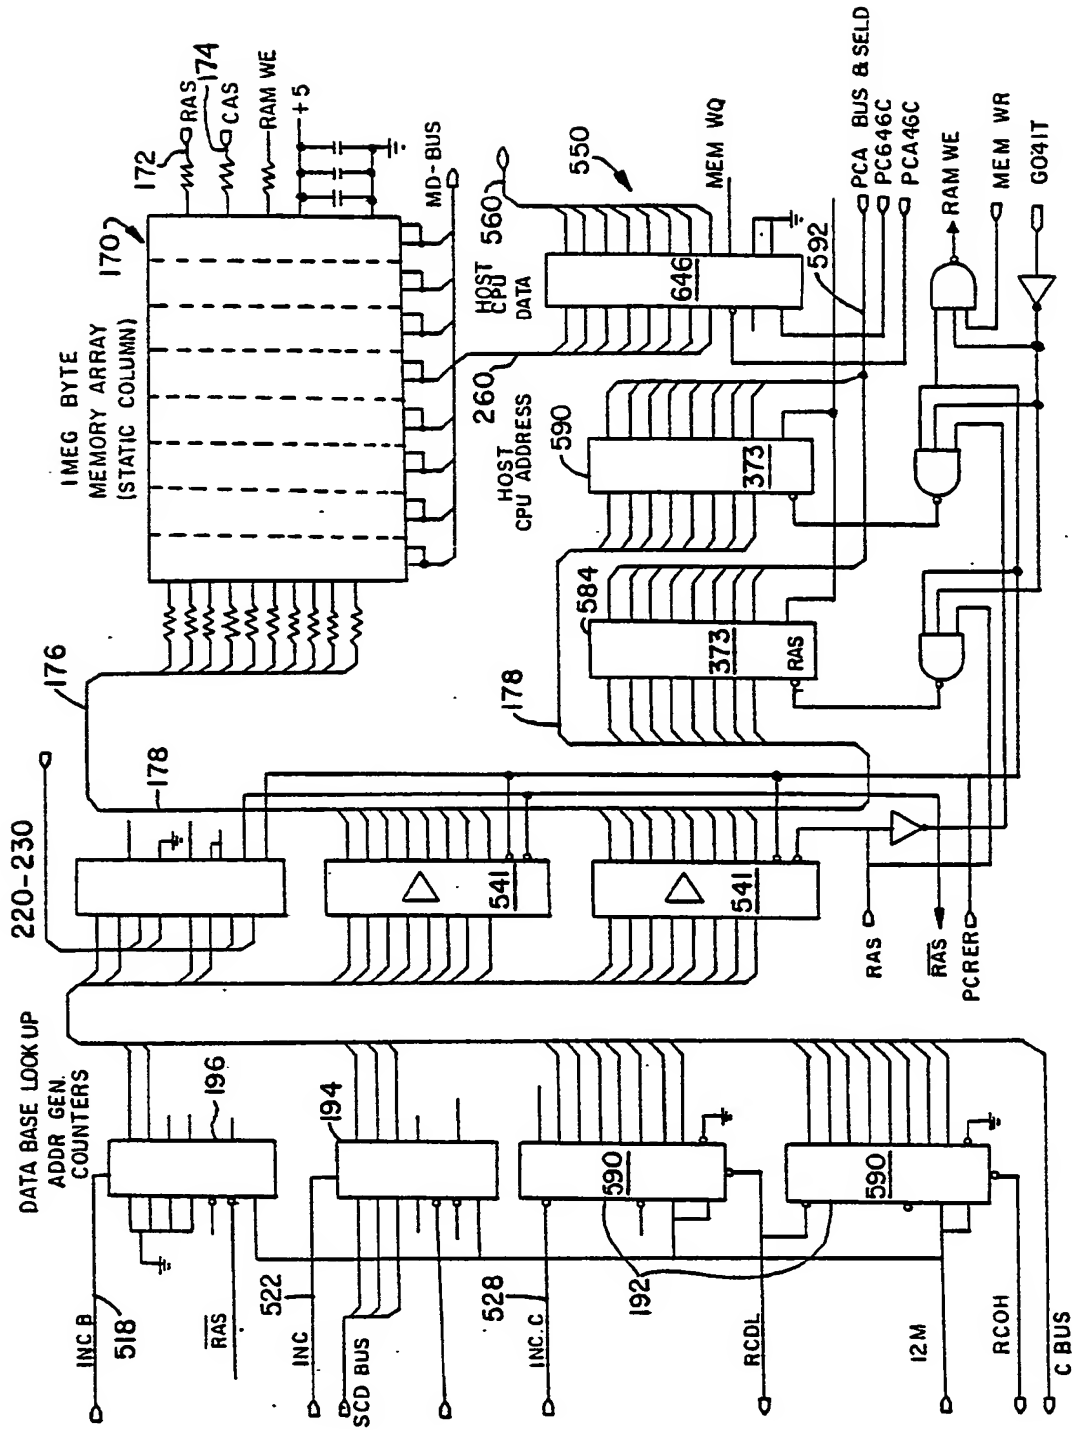 1MEG BYTE
MEMORY ARRAY
(STATIC COLUMN)
170
172
RAS
174
CAS
RAM WE
+5
MD-BUS
176
178
220-230
DATA BASE LOOK UP
ADDR GEN.
COUNTERS
196
194
INC B
518
RAS
522
INC
SCD BUS
528
INC. C
590
192
590
RCDL
12M
RCOH
C BUS
541
541
RAS
RAS
PCRER
178
584
373
RAS
HOST
CPU ADDRESS
590
373
260
HOST
CPU
DATA
560
646
550
MEM WQ
592
PCA BUS & SELD
PC646C
PCA46C
RAM WE
MEM WR
G041T